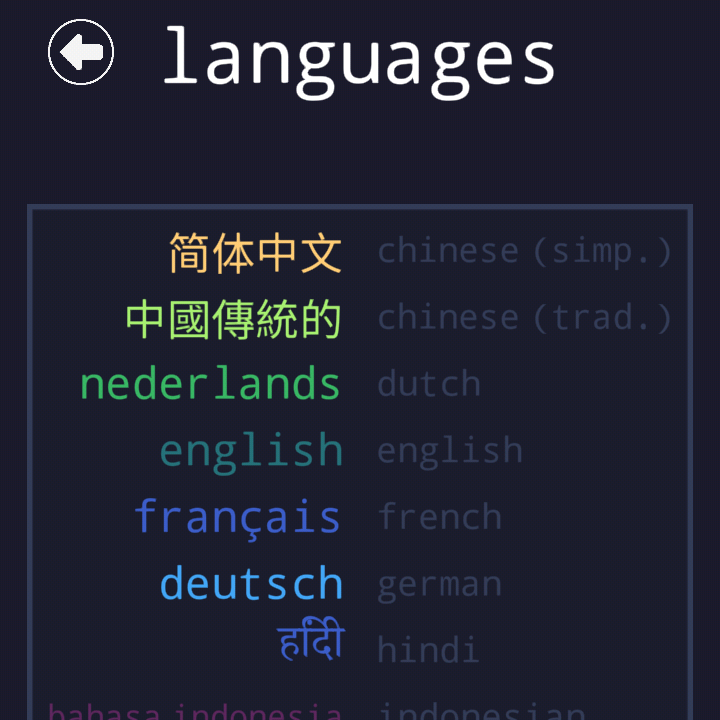 languages
简体中文 chinese (simp.)
中國傳統的 chinese (trad.)
nederlands dutch
english english
français french
deutsch german
हिंदी hindi
bahasa indonesia indonesian